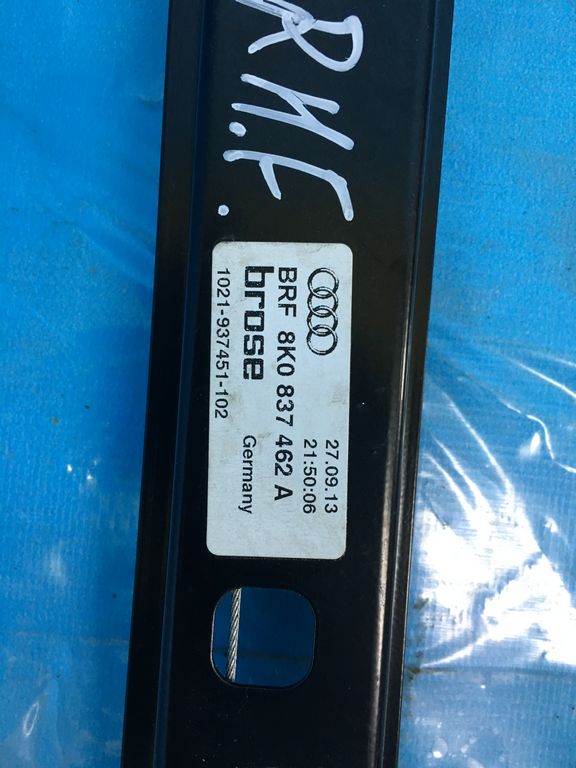 R.H.F.
27.09.13
21:50:06
BRF 8K0 837 462 A
brose Germany
1021-937451-102